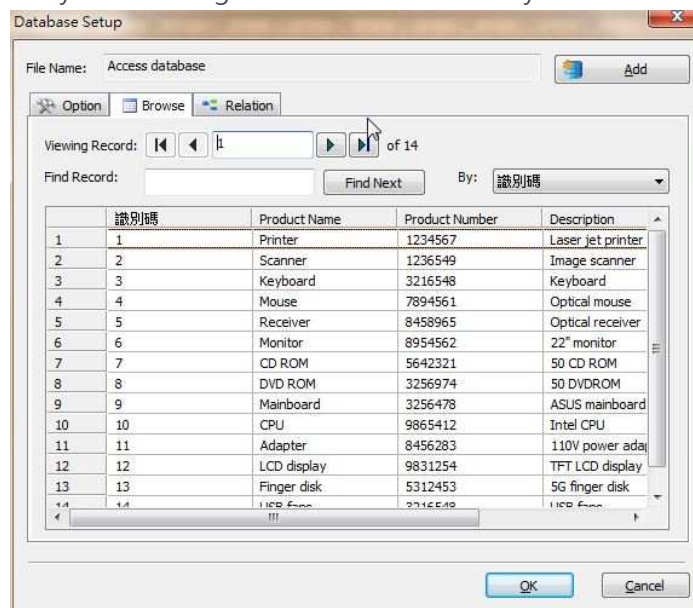 Database Setup
File Name: Access database Add
Option Browse Relation
Viewing Record: 1 of 14
Find Record: Find Next By: 識別碼
識別碼 Product Name Product Number Description
1 1 Printer 1234567 Laser jet printer
2 2 Scanner 1236549 Image scanner
3 3 Keyboard 3216548 Keyboard
4 4 Mouse 7894561 Optical mouse
5 5 Receiver 8458965 Optical receiver
6 6 Monitor 8954562 22" monitor
7 7 CD ROM 5642321 50 CD ROM
8 8 DVD ROM 3256974 50 DVDROM
9 9 Mainboard 3256478 ASUS mainboard
10 10 CPU 9865412 Intel CPU
11 11 Adapter 8456283 110V power
12 12 LCD display 9831254 TFT LCD display
13 13 Finger disk 5312453 5G finger disk
14 14 USB
OK Cancel